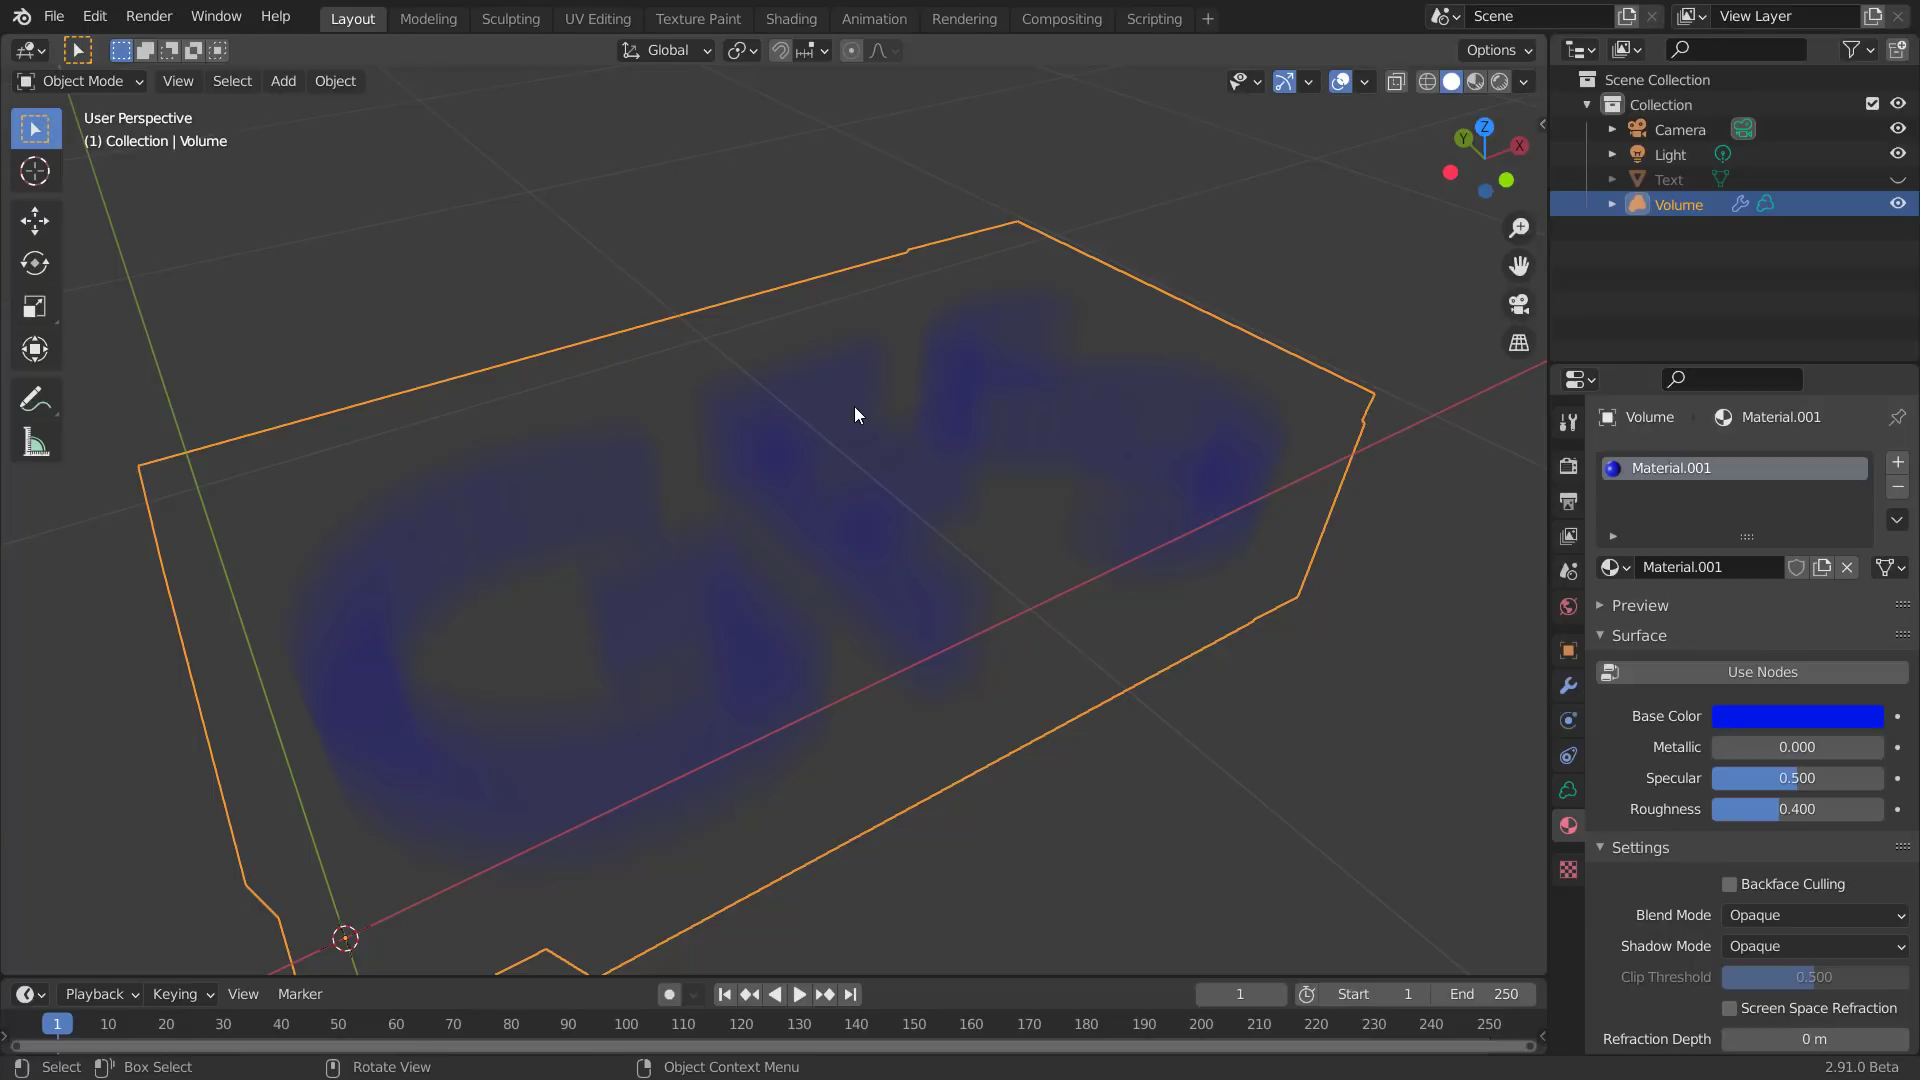 File Edit Render Window Help
Layout Modeling Sculpting UV Editing Texture Paint Shading Animation Rendering Compositing Scripting
Scene
View Layer
Global
Options
Object Mode View Select Add Object
User Perspective
(1) Collection | Volume
Z
Y
X
Scene Collection
Collection
Camera
Light
Text
Volume
Volume Material.001
Material.001
Material.001
Preview
Surface
Use Nodes
Base Color
Metallic 0.000
Specular 0.500
Roughness 0.400
Settings
Backface Culling
Blend Mode Opaque
Shadow Mode Opaque
Clip Threshold 0.500
Screen Space Refraction
Refraction Depth 0 m
Playback Keying View Marker
1 Start 1 End 250
1 10 20 30 40 50 60 70 80 90 100 110 120 130 140 150 160 170 180 190 200 210 220 230 240 250
Select Box Select Rotate View Object Context Menu 2.91.0 Beta